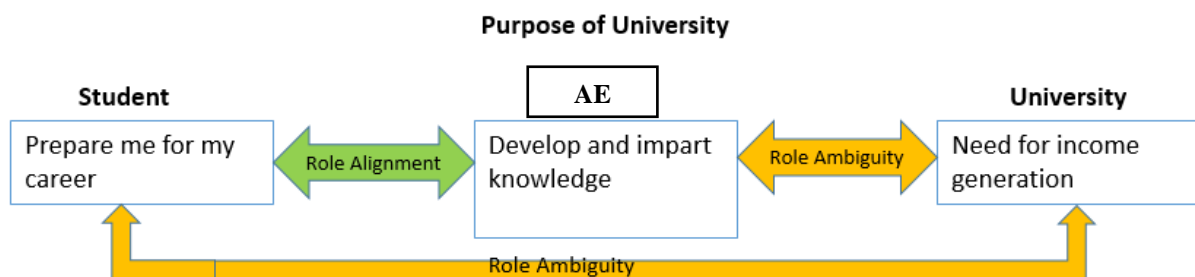 Purpose of University
AE
Student
University
Prepare me for my
career
Role Alignment
Develop and impart
knowledge
Role Ambiguity
Need for income
generation
Role Ambiguity